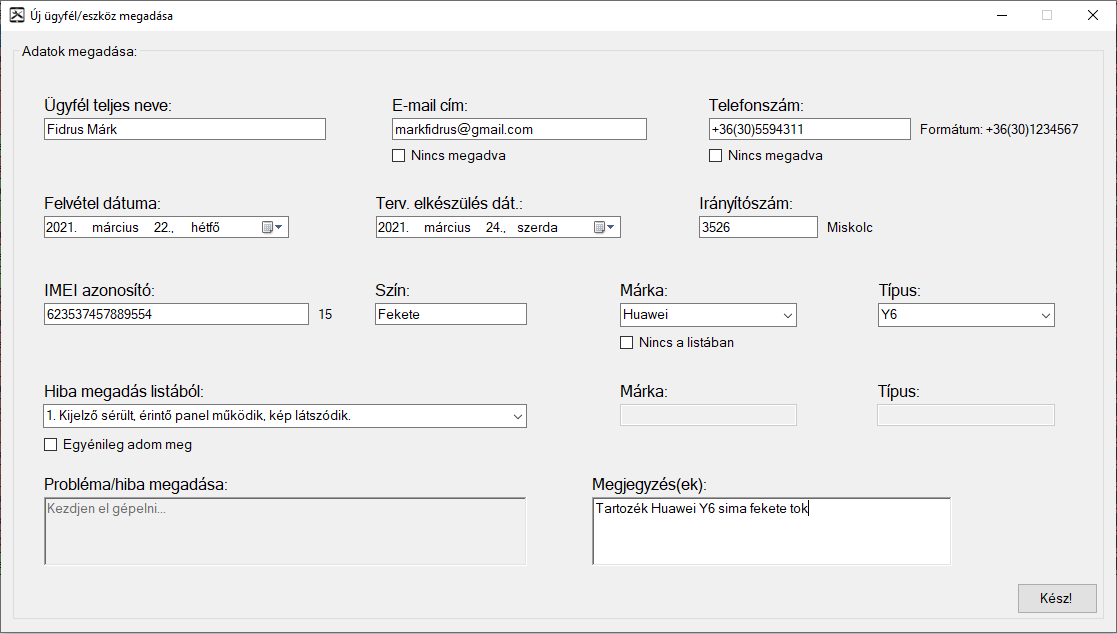 Új ügyfél/eszköz megadása
Adatok megadása:
Ügyfél teljes neve:
E-mail cím:
Telefonszám:
Fidrus Márk
markfidrus@gmail.com
+36(30)5594311
Formátum: +36(30)1234567
Nincs megadva
Nincs megadva
Felvétel dátuma:
Terv. elkészülés dát.:
Irányítószám:
2021. március 22., hétfő
2021. március 24., szerda
3526
Miskolc
IMEI azonosító:
Szín:
Márka:
Típus:
623537457889554
15
Fekete
Huawei
Y6
Nincs a listában
Hiba megadás listából:
Márka:
Típus:
1. Kijelző sérült, érintő panel működik, kép látszódik.
Egyénileg adom meg
Probléma/hiba megadása:
Megjegyzés(ek):
Kezdjen el gépelni...
Tartozék Huawei Y6 sima fekete tok
Kész!